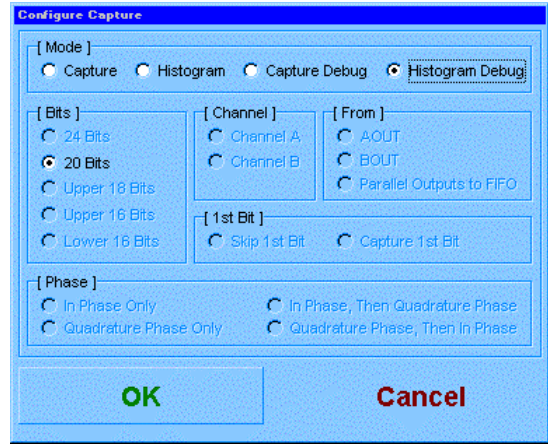 Configure Capture
[ Mode ]
Capture Histogram Capture Debug Histogram Debug
[ Bits ]
24 Bits
20 Bits
Upper 18 Bits
Upper 16 Bits
Lower 16 Bits
[ Channel ]
Channel A
Channel B
[ From ]
AOUT
BOUT
Parallel Outputs to FIFO
[ 1st Bit ]
Skip 1st Bit Capture 1st Bit
[ Phase ]
In Phase Only In Phase, Then Quadrature Phase
Quadrature Phase Only Quadrature Phase, Then In Phase
OK Cancel